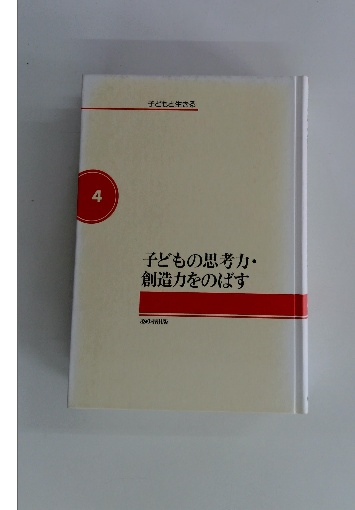 子どもと生きる
4
子どもの思考力・
創造力をのばす